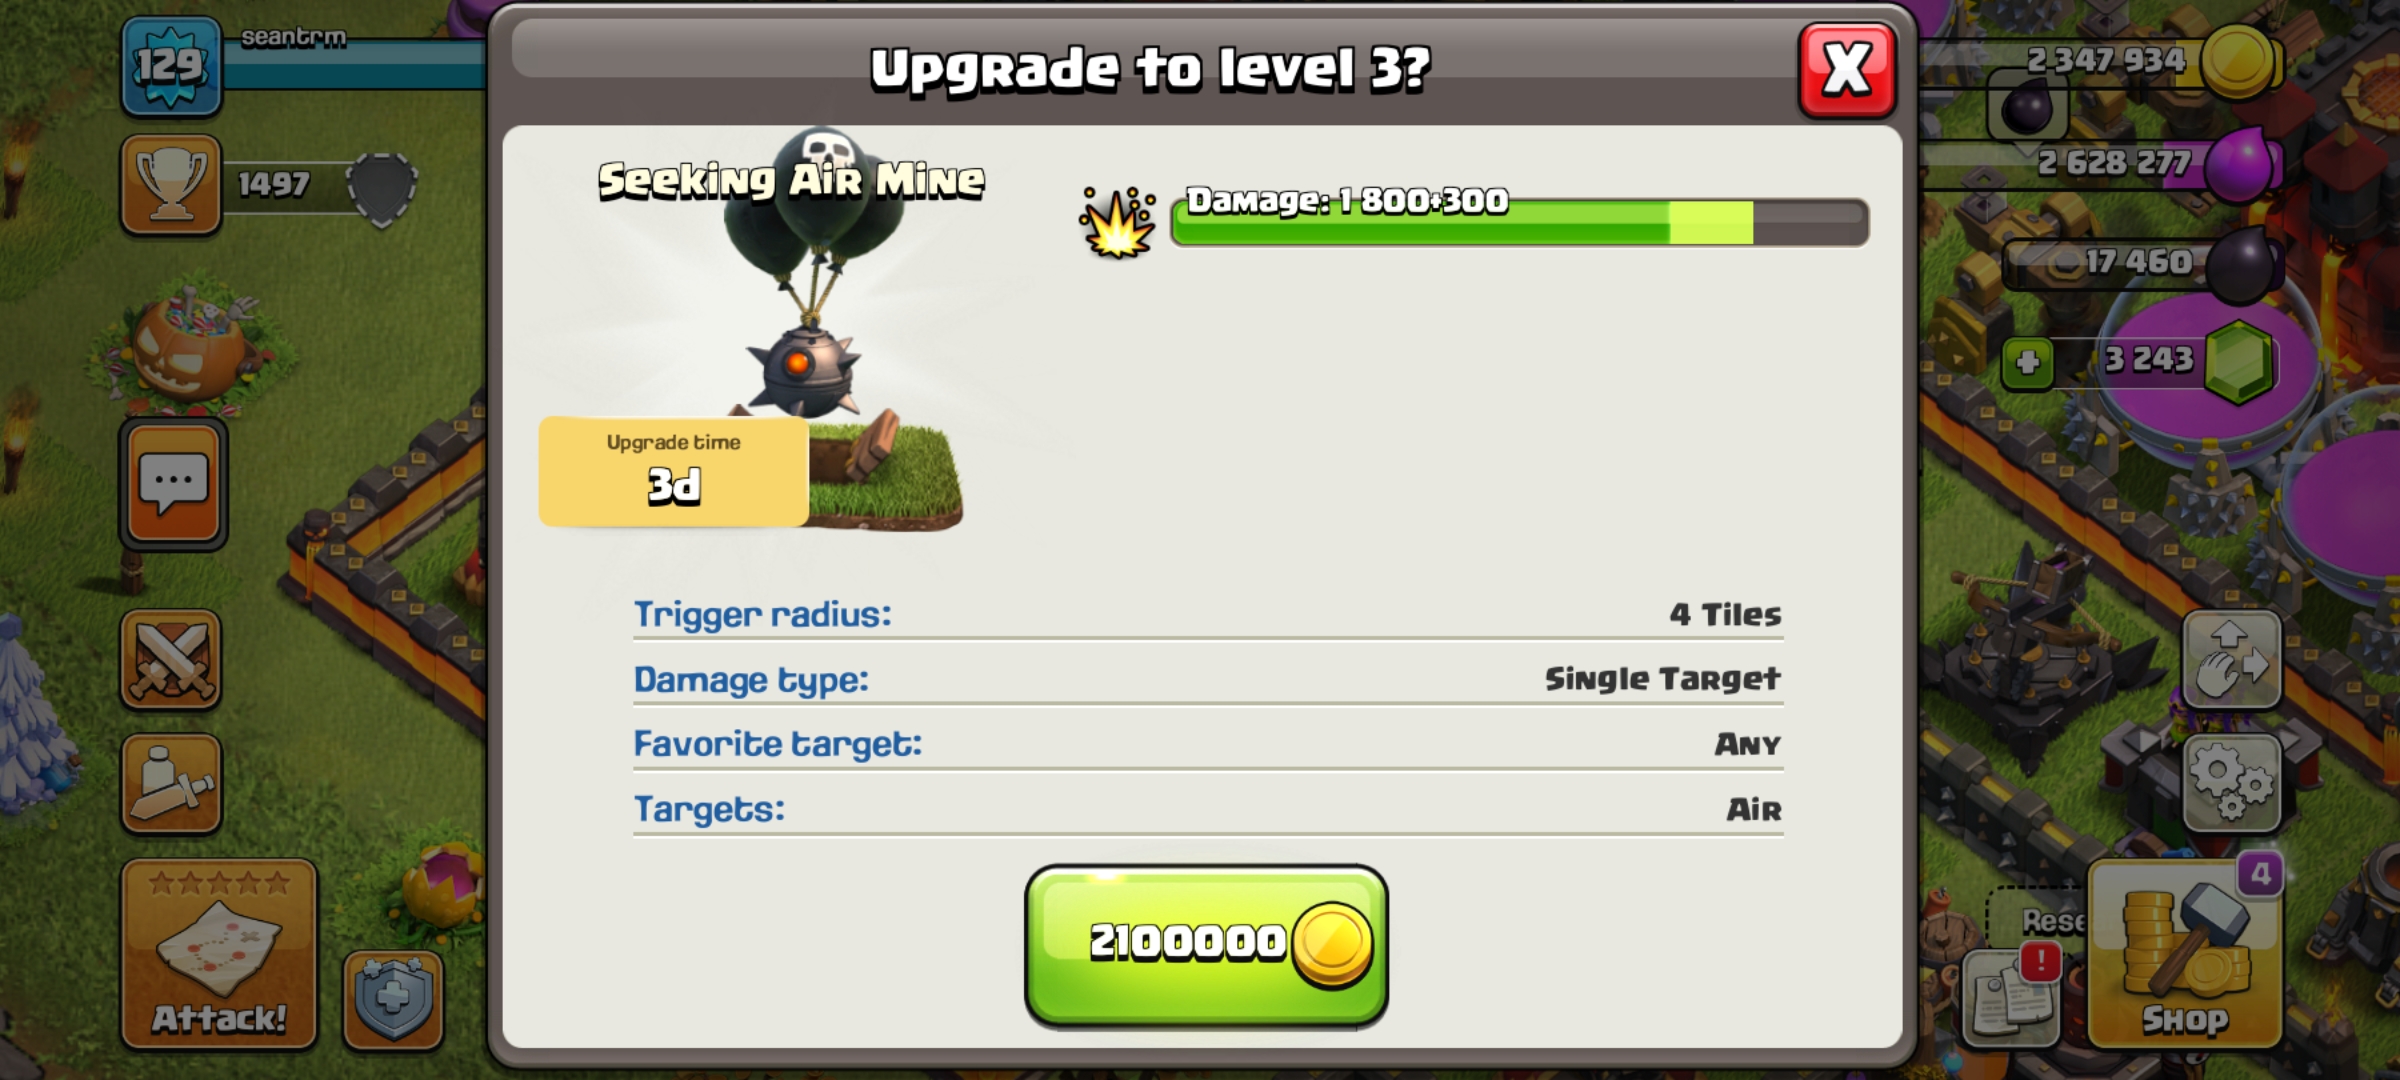 129
seantrm
Upgrade to level 3?
X
2 347 934
1497
Seeking Air Mine
Damage: 1 800+300
2 628 277
17 460
3 243
Upgrade time
3d
Trigger radius: 4 Tiles
Damage type: Single Target
Favorite target: Any
Targets: Air
2100000
4
Rese
!
Attack!
Shop